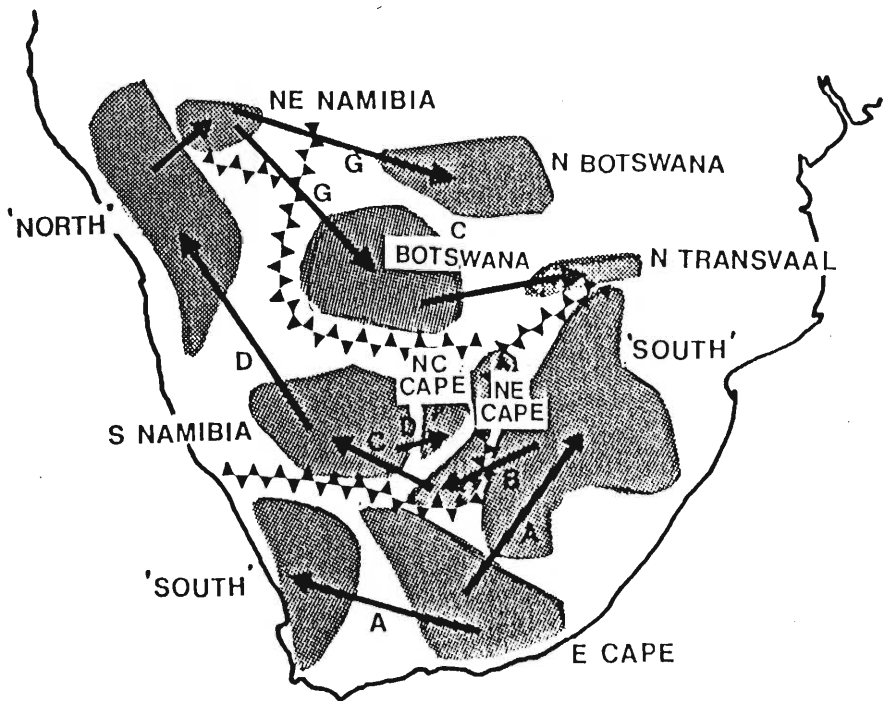 NE NAMIBIA
N BOTSWANA
G
G
'NORTH'
C
BOTSWANA
N TRANSVAAL
'SOUTH'
D
NC
CAPE
NE
CAPE
S NAMIBIA
C
D
B
A
'SOUTH'
A
E CAPE